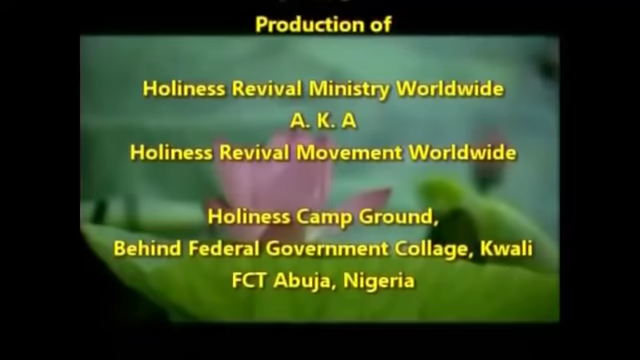 Production of
Holiness Revival Ministry Worldwide
A. K. A
Holiness Revival Movement Worldwide
Holiness Camp Ground,
Behind Federal Government Collage, Kwali
FCT Abuja, Nigeria